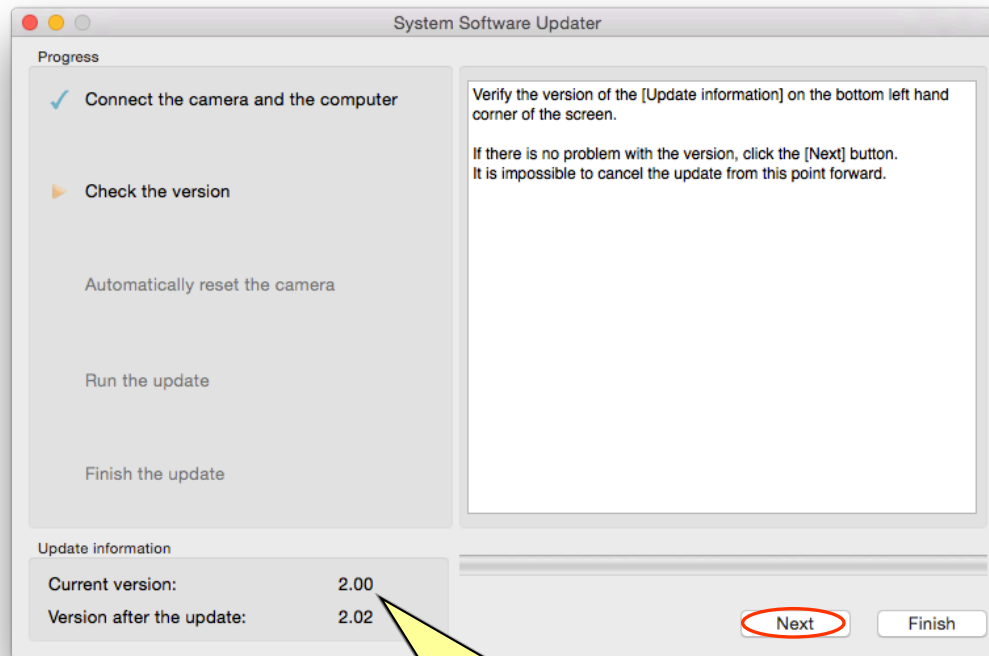 System Software Updater
Progress
Connect the camera and the computer
Check the version
Automatically reset the camera
Run the update
Finish the update
Verify the version of the [Update information] on the bottom left hand
corner of the screen.
If there is no problem with the version, click the [Next] button.
It is impossible to cancel the update from this point forward.
Update information
Current version: 2.00
Version after the update: 2.02
Next Finish